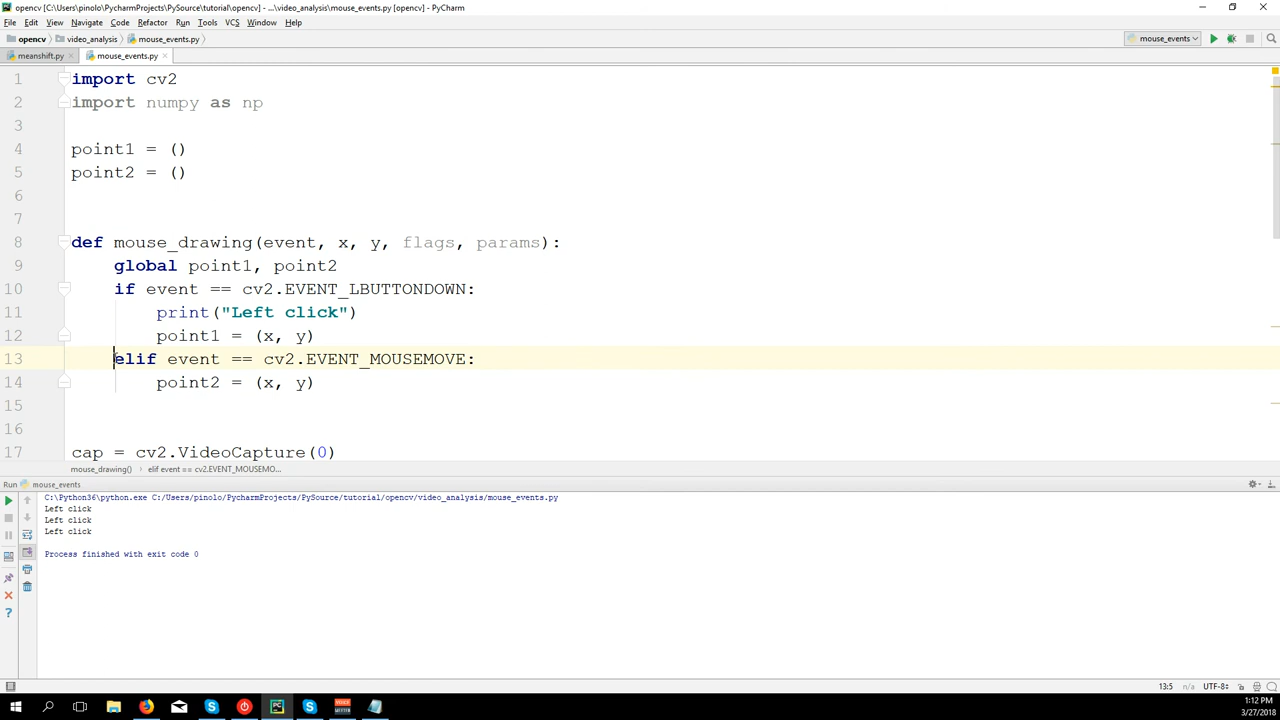 opencv [C:\Users\pinolo\PycharmProjects\PySource\tutorial\opencv] - ...\video_analysis\mouse_events.py [opencv] - PyCharm
File Edit View Navigate Code Refactor Run Tools VCS Window Help
opencv video_analysis mouse_events.py mouse_events
meanshift.py mouse_events.py
1 import cv2
2 import numpy as np
3
4 point1 = ()
5 point2 = ()
6
7
8 def mouse_drawing(event, x, y, flags, params):
9 global point1, point2
10 if event == cv2.EVENT_LBUTTONDOWN:
11 print("Left click")
12 point1 = (x, y)
13 elif event == cv2.EVENT_MOUSEMOVE:
14 point2 = (x, y)
15
16
17 cap = cv2.VideoCapture(0)
mouse_drawing() elif event == cv2.EVENT_MOUSEMO...
Run mouse_events
C:\Python36\python.exe C:/Users/pinolo/PycharmProjects/PySource/tutorial/opencv/video_analysis/mouse_events.py
Left click
Left click
Left click
Process finished with exit code 0
13:5 n/a UTF-8
1:12 PM
3/27/2018